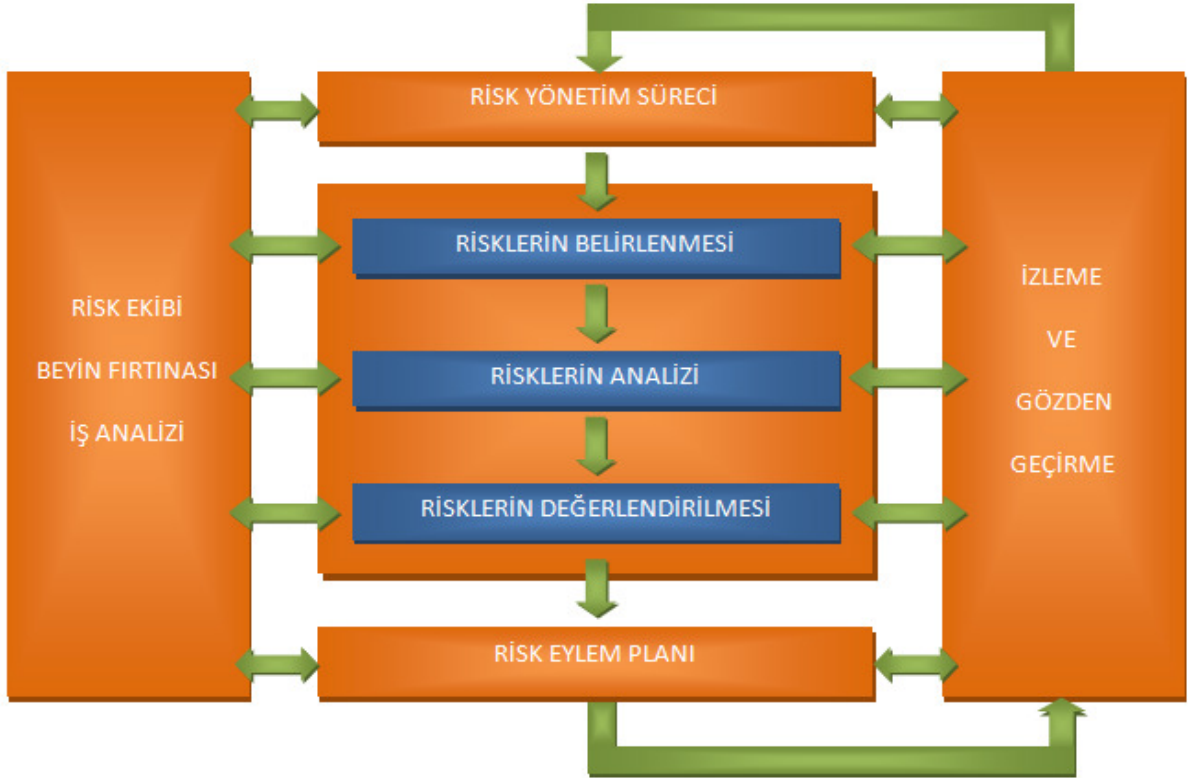 RİSK YÖNETİM SÜRECİ
RİSKLERİN BELİRLENMESİ
RİSKLERİN ANALİZİ
RİSKLERİN DEĞERLENDİRİLMESİ
RİSK EYLEM PLANI
RİSK EKİBİ
BEYİN FIRTINASI
İŞ ANALİZİ
İZLEME
VE
GÖZDEN
GEÇİRME